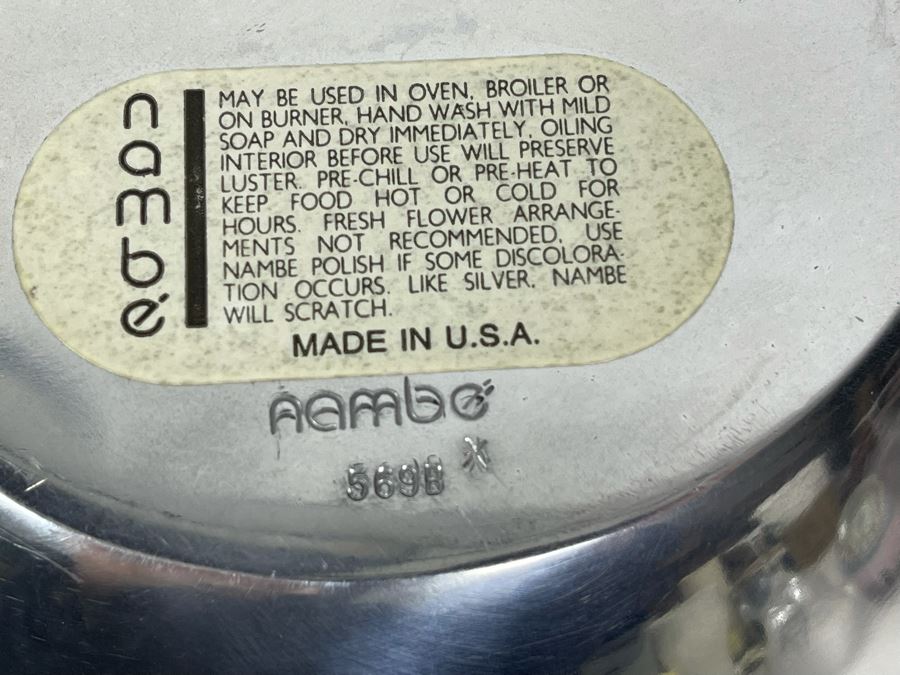 nambé
MAY BE USED IN OVEN, BROILER OR
ON BURNER, HAND WASH WITH MILD
SOAP AND DRY IMMEDIATELY, OILING
INTERIOR BEFORE USE WILL PRESERVE
LUSTER. PRE-CHILL OR PRE-HEAT TO
KEEP FOOD HOT OR COLD FOR
HOURS. FRESH FLOWER ARRANGE-
MENTS NOT RECOMMENDED, USE
NAMBE POLISH IF SOME DISCOLORA-
TION OCCURS. LIKE SILVER, NAMBE
WILL SCRATCH.
MADE IN U.S.A.
nambé
569B *